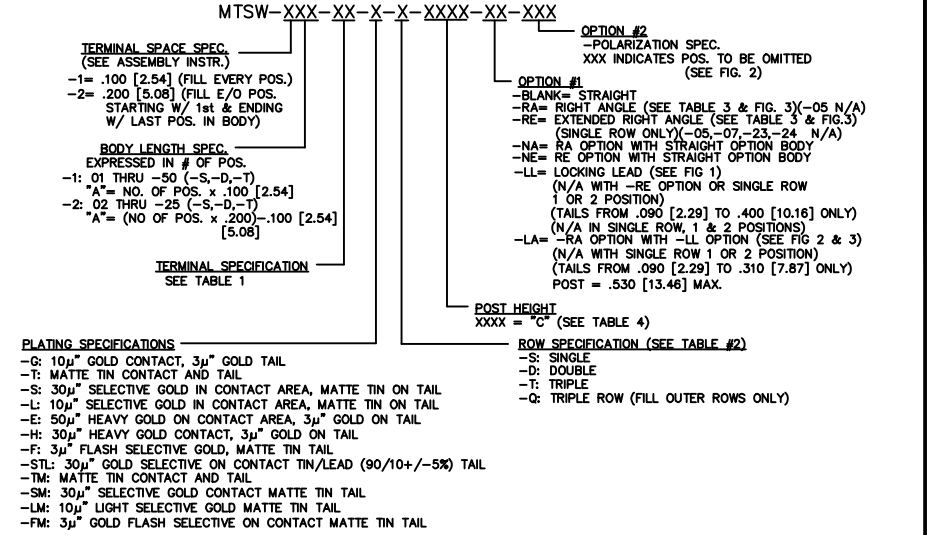 MTSW-XXX-XX-X-X-XXXX-XX-XXX
TERMINAL SPACE SPEC.
(SEE ASSEMBLY INSTR.)
-1= .100 [2.54] (FILL EVERY POS.)
-2= .200 [5.08] (FILL E/O POS.
STARTING W/ 1st & ENDING
W/ LAST POS. IN BODY)
BODY LENGTH SPEC.
EXPRESSED IN # OF POS.
-1: 01 THRU -50 (-S,-D,-T)
"A"= NO. OF POS. x .100 [2.54]
-2: 02 THRU -25 (-S,-D,-T)
"A"= (NO OF POS. x .200)-.100 [2.54]
[5.08]
TERMINAL SPECIFICATION
SEE TABLE 1
PLATING SPECIFICATIONS
-G: 10µ" GOLD CONTACT, 3µ" GOLD TAIL
-T: MATTE TIN CONTACT AND TAIL
-S: 30µ" SELECTIVE GOLD IN CONTACT AREA, MATTE TIN ON TAIL
-L: 10µ" SELECTIVE GOLD IN CONTACT AREA, MATTE TIN ON TAIL
-E: 50µ" HEAVY GOLD ON CONTACT AREA, 3µ" GOLD ON TAIL
-H: 30µ" HEAVY GOLD CONTACT, 3µ" GOLD ON TAIL
-F: 3µ" FLASH SELECTIVE GOLD, MATTE TIN TAIL
-STL: 30µ" GOLD SELECTIVE ON CONTACT TIN/LEAD (90/10+/-5%) TAIL
-TM: MATTE TIN CONTACT AND TAIL
-SM: 30µ" SELECTIVE GOLD CONTACT MATTE TIN TAIL
-LM: 10µ" LIGHT SELECTIVE GOLD MATTE TIN TAIL
-FM: 3µ" GOLD FLASH SELECTIVE ON CONTACT MATTE TIN TAIL
OPTION #2
-POLARIZATION SPEC.
XXX INDICATES POS. TO BE OMITTED
(SEE FIG. 2)
OPTION #1
-BLANK= STRAIGHT
-RA= RIGHT ANGLE (SEE TABLE 3 & FIG. 3)(-05 N/A)
-RE= EXTENDED RIGHT ANGLE (SEE TABLE 3 & FIG.3)
(SINGLE ROW ONLY)(-05,-07,-23,-24 N/A)
-NA= RA OPTION WITH STRAIGHT OPTION BODY
-NE= RE OPTION WITH STRAIGHT OPTION BODY
-LL= LOCKING LEAD (SEE FIG 1)
(N/A WITH -RE OPTION OR SINGLE ROW
1 OR 2 POSITION)
(TAILS FROM .090 [2.29] TO .400 [10.16] ONLY)
(N/A IN SINGLE ROW, 1 & 2 POSITIONS)
-LA= -RA OPTION WITH -LL OPTION (SEE FIG 2 & 3)
(N/A WITH SINGLE ROW 1 OR 2 POSITION)
(TAILS FROM .090 [2.29] TO .310 [7.87] ONLY)
POST = .530 [13.46] MAX.
POST HEIGHT
XXXX = "C" (SEE TABLE 4)
ROW SPECIFICATION (SEE TABLE #2)
-S: SINGLE
-D: DOUBLE
-T: TRIPLE
-Q: TRIPLE ROW (FILL OUTER ROWS ONLY)